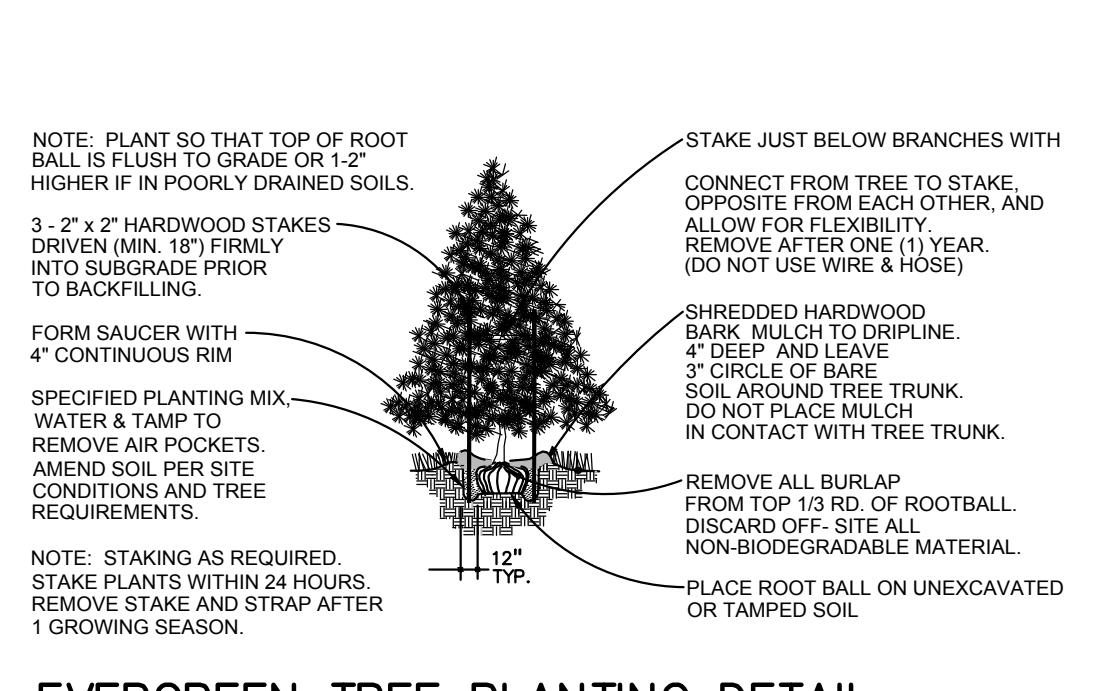 NOTE: PLANT SO THAT TOP OF ROOT
BALL IS FLUSH TO GRADE OR 1-2"
HIGHER IF IN POORLY DRAINED SOILS.
3 - 2" x 2" HARDWOOD STAKES
DRIVEN (MIN. 18") FIRMLY
INTO SUBGRADE PRIOR
TO BACKFILLING.
FORM SAUCER WITH
4" CONTINUOUS RIM
SPECIFIED PLANTING MIX,
WATER & TAMP TO
REMOVE AIR POCKETS.
AMEND SOIL PER SITE
CONDITIONS AND TREE
REQUIREMENTS.
NOTE: STAKING AS REQUIRED.
STAKE PLANTS WITHIN 24 HOURS.
REMOVE STAKE AND STRAP AFTER
1 GROWING SEASON.
12"
TYP.
STAKE JUST BELOW BRANCHES WITH
CONNECT FROM TREE TO STAKE,
OPPOSITE FROM EACH OTHER, AND
ALLOW FOR FLEXIBILITY.
REMOVE AFTER ONE (1) YEAR.
(DO NOT USE WIRE & HOSE)
SHREDDED HARDWOOD
BARK MULCH TO DRIPLINE.
4" DEEP AND LEAVE
3" CIRCLE OF BARE
SOIL AROUND TREE TRUNK.
DO NOT PLACE MULCH
IN CONTACT WITH TREE TRUNK.
REMOVE ALL BURLAP
FROM TOP 1/3 RD. OF ROOTBALL.
DISCARD OFF- SITE ALL
NON-BIODEGRADABLE MATERIAL.
PLACE ROOT BALL ON UNEXCAVATED
OR TAMPED SOIL
EVERGREEN TREE PLANTING DETAIL